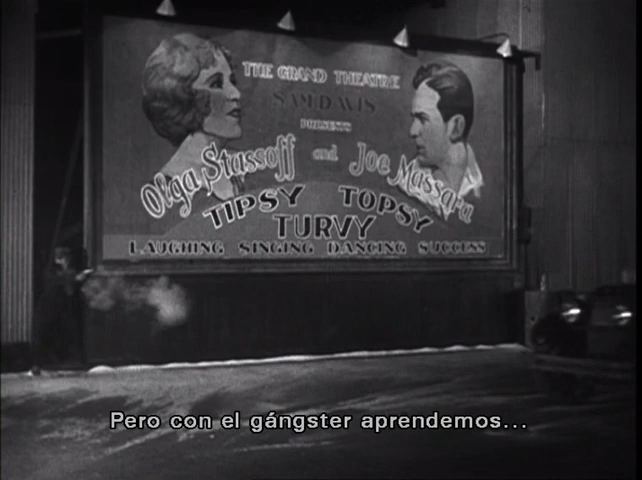 THE GRAND THEATRE
SAM DAVIS
PRESENTS
Olga Stassoff and Joe Massara
TIPSY TOPSY
TURVY
LAUGHING SINGING DANCING SUCCESS
Pero con el gángster aprendemos...